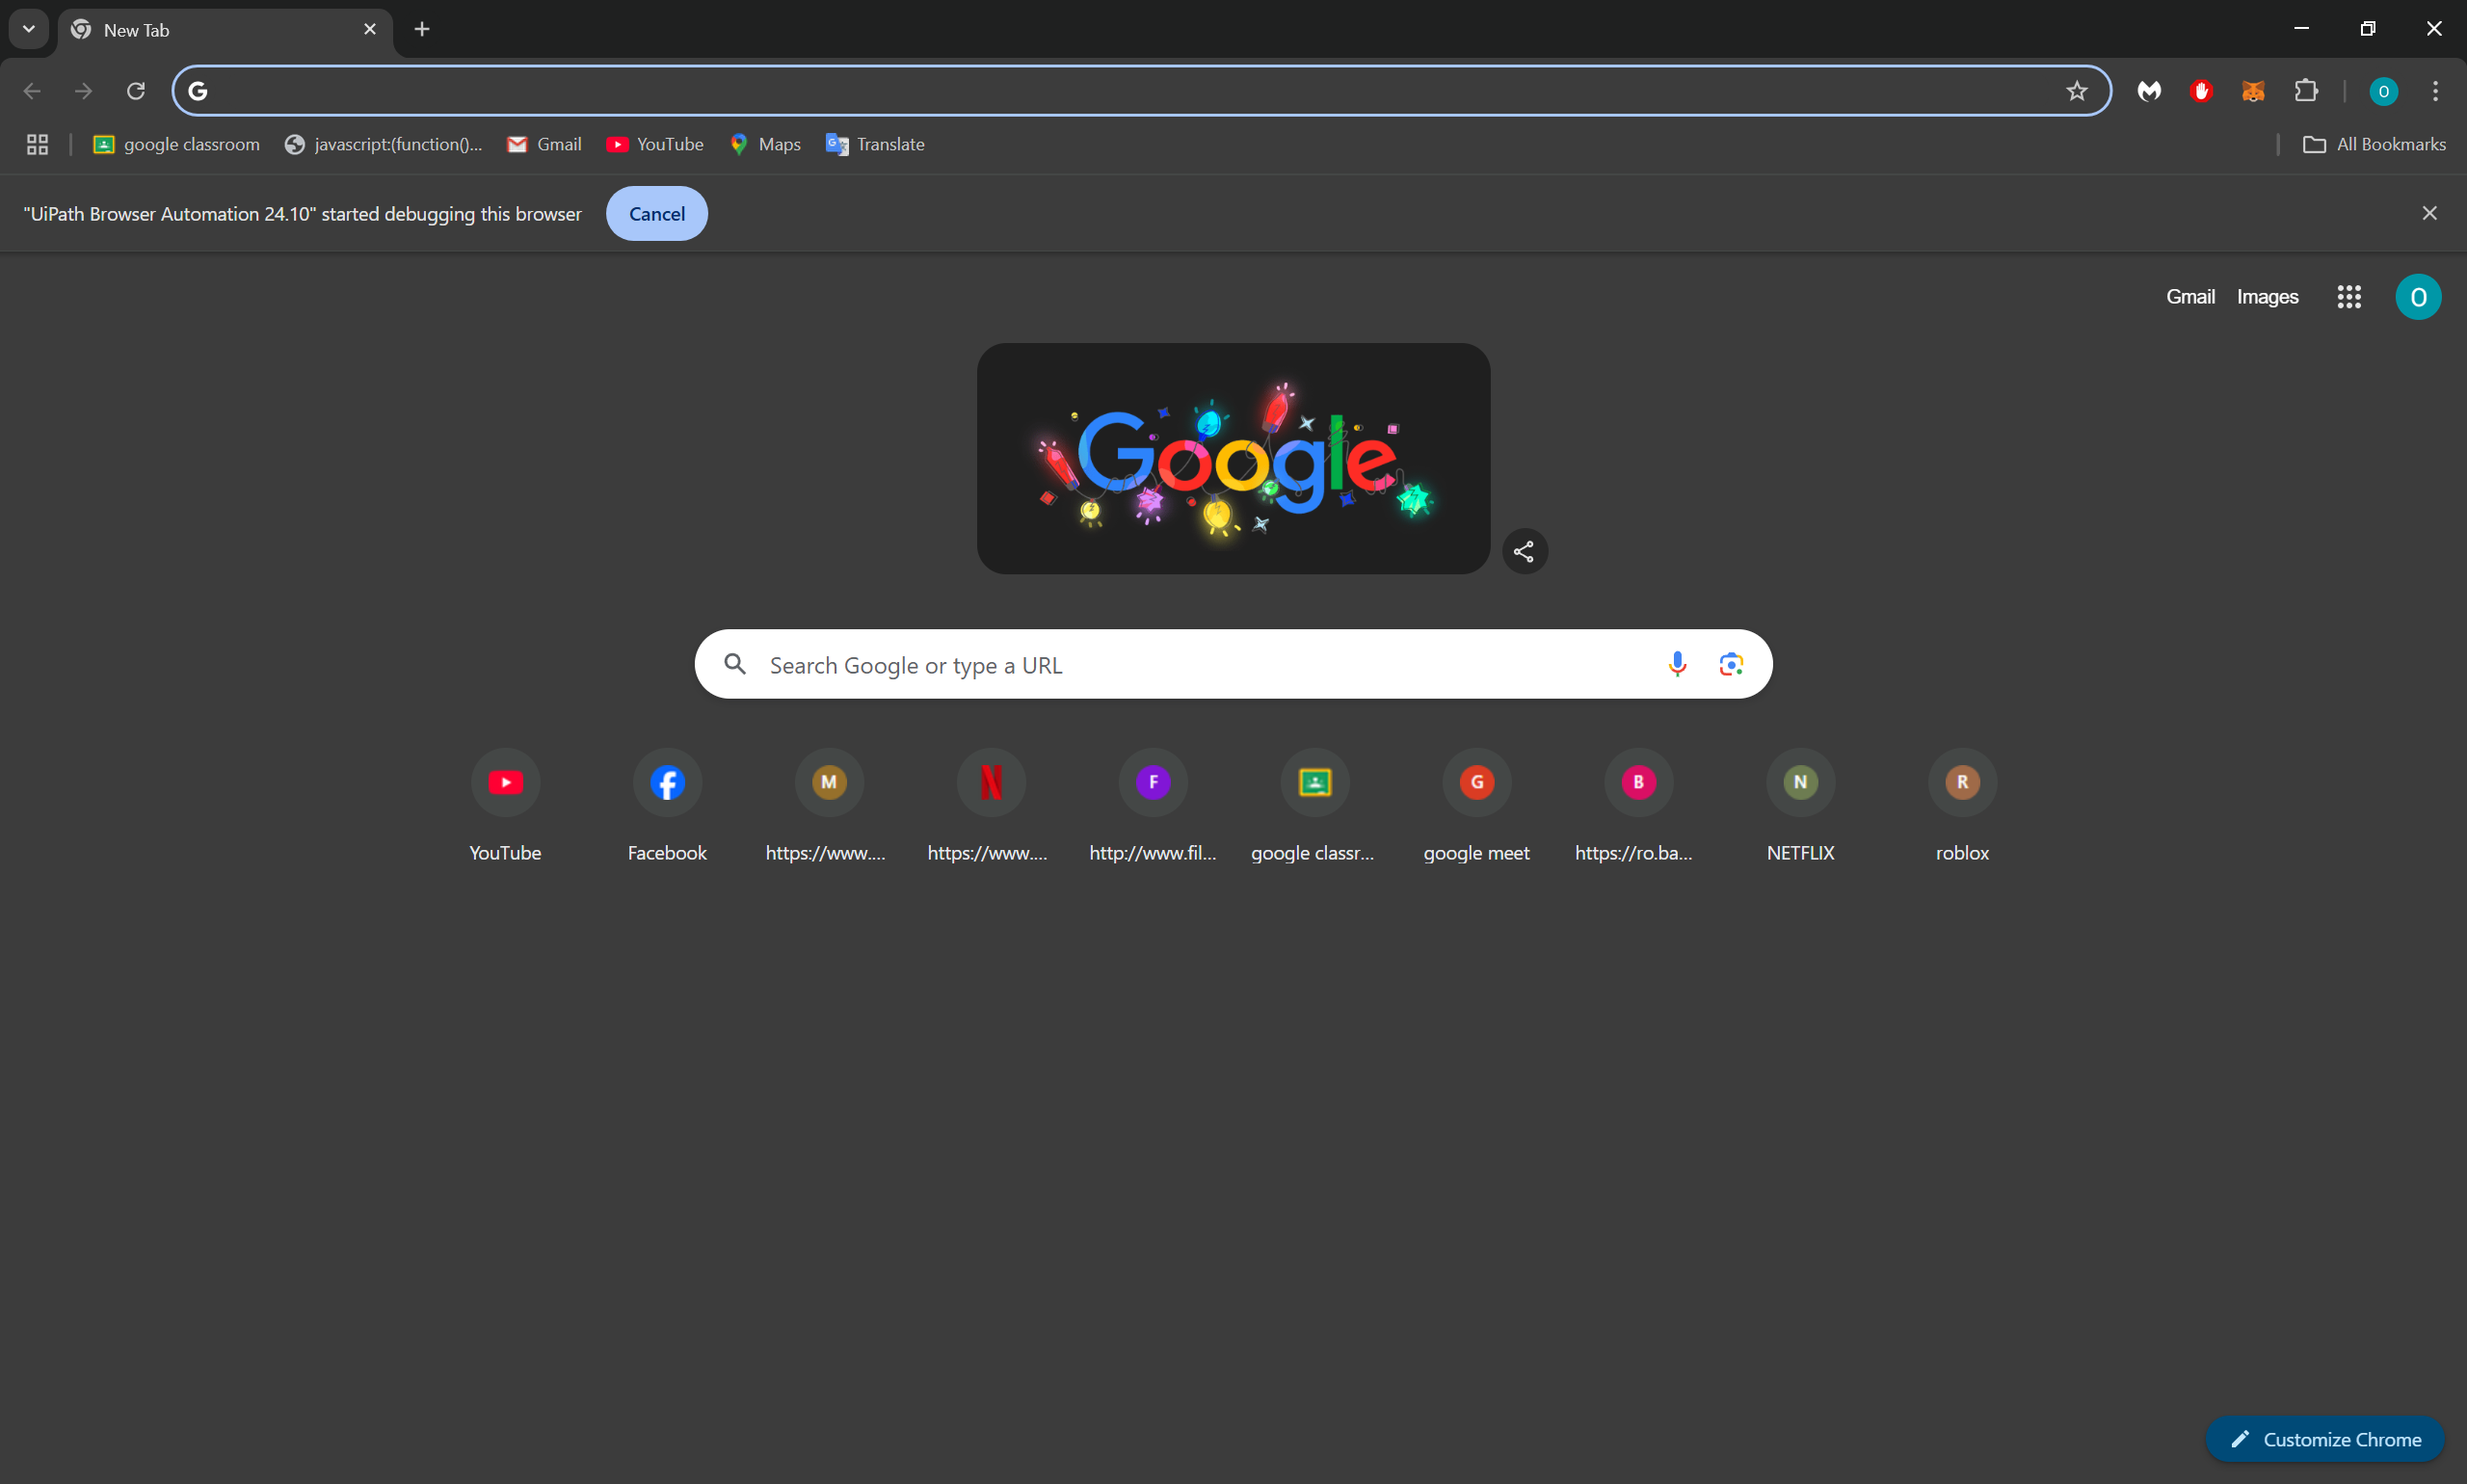 New Tab
google classroom
javascript:(function()...
Gmail
YouTube
Maps
Translate
All Bookmarks
"UiPath Browser Automation 24.10" started debugging this browser
Cancel
Gmail
Images
O
O
Google
Search Google or type a URL
M
F
G
B
N
R
YouTube
Facebook
https://www....
https://www....
http://www.fil...
google classr...
google meet
https://ro.ba...
NETFLIX
roblox
Customize Chrome